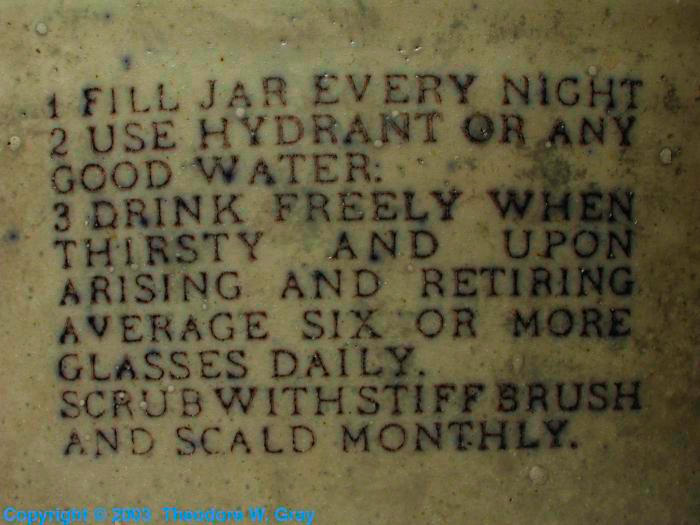 1 FILL JAR EVERY NIGHT
2 USE HYDRANT OR ANY
GOOD WATER:
3 DRINK FREELY WHEN
THIRSTY AND UPON
ARISING AND RETIRING
AVERAGE SIX OR MORE
GLASSES DAILY.
SCRUB WITH STIFF BRUSH
AND SCALD MONTHLY.
Copyright © 2003 Theodore W. Gray